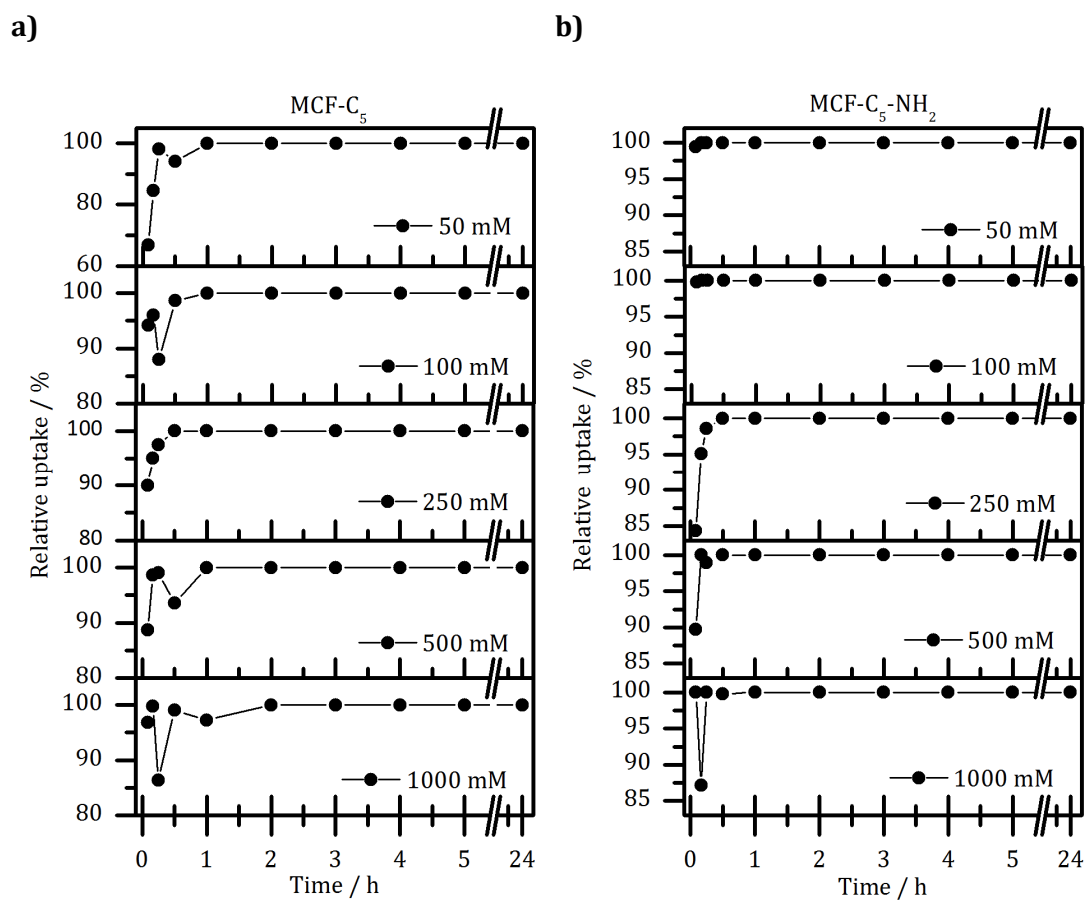 a)
MCF-C₅
Relative uptake / %
100
80
60
50 mM
100
90
80
100 mM
100
90
80
250 mM
100
90
80
500 mM
100
90
80
1000 mM
0 1 2 3 4 5 24
Time / h
b)
MCF-C₅-NH₂
Relative uptake / %
100
95
90
85
50 mM
100
95
90
85
100 mM
100
95
90
85
250 mM
100
95
90
85
500 mM
100
95
90
85
1000 mM
0 1 2 3 4 5 24
Time / h